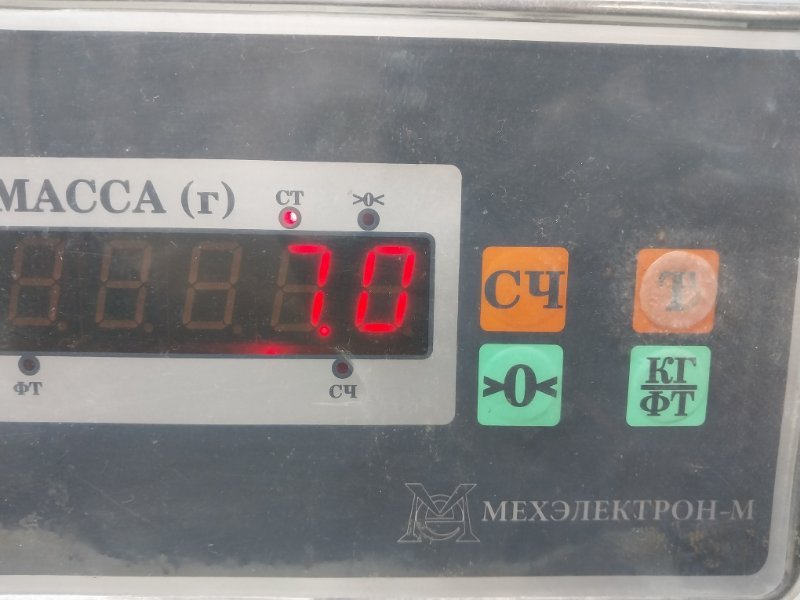 МАССА (г)
СТ >0<
7.0
ФТ СЧ
СЧ Т
>0< КГ
ФТ
МЕХЭЛЕКТРОН-М